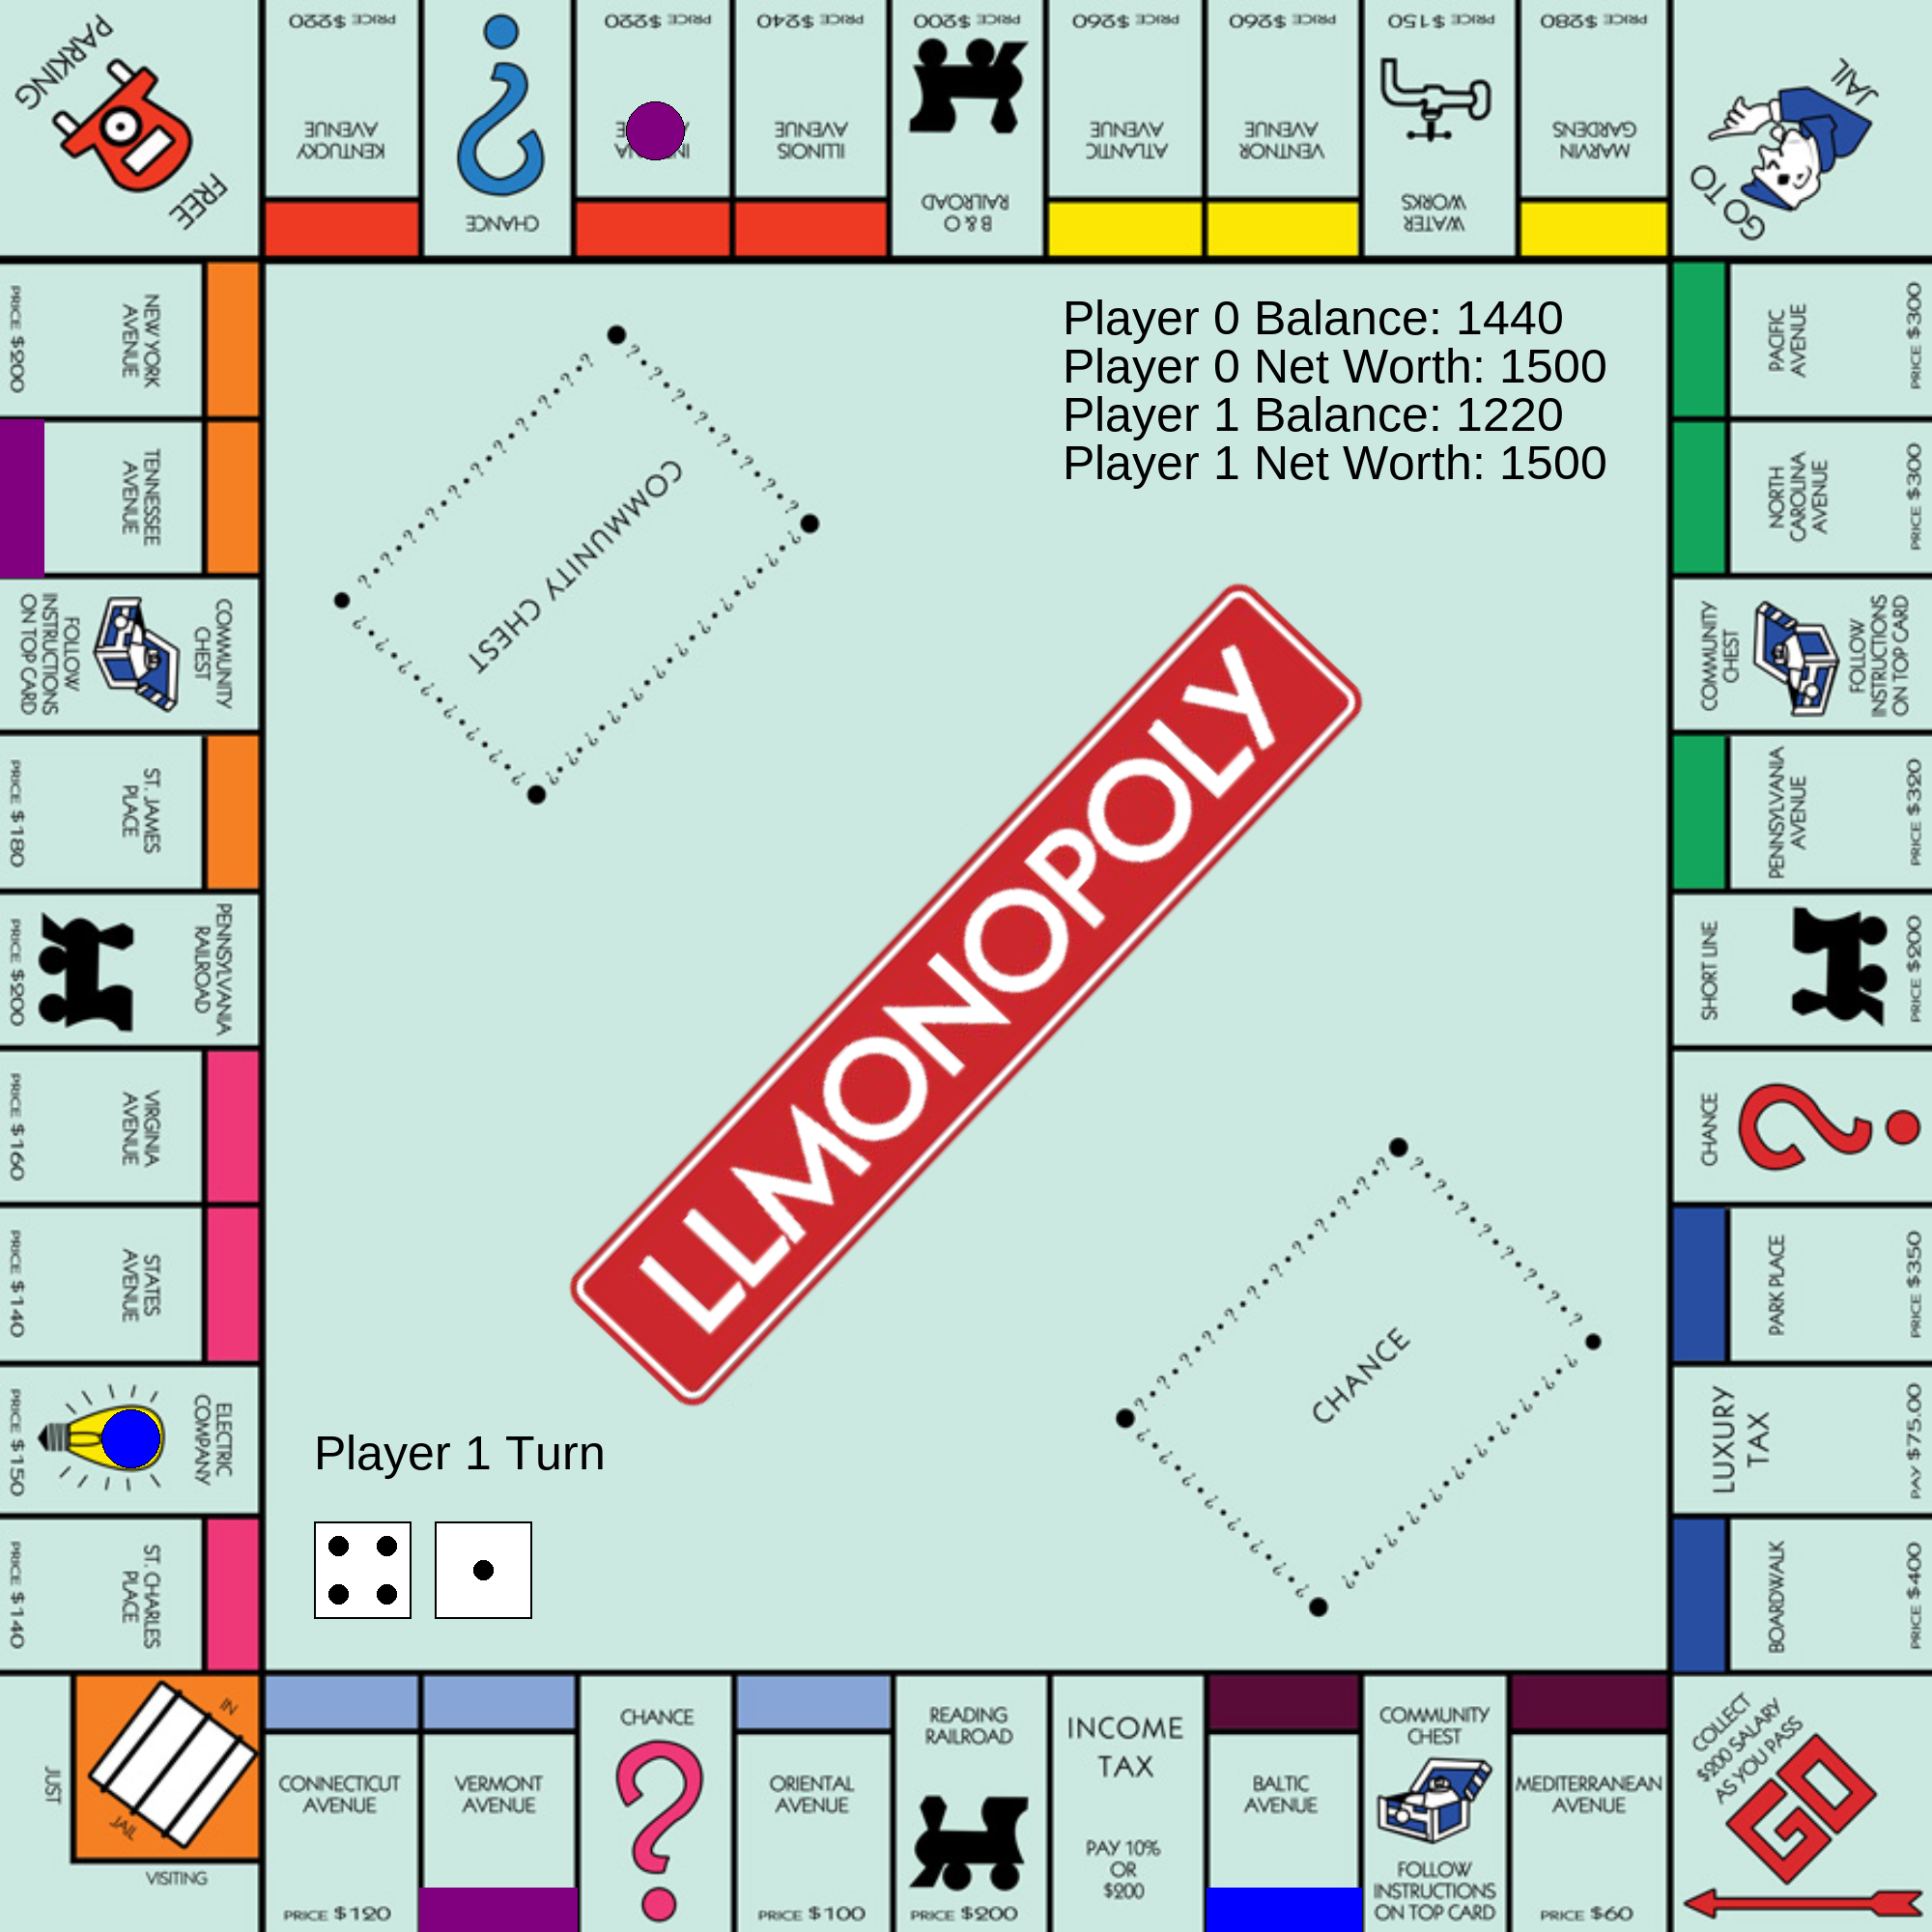 FREE
PARKING
PRICE $220
KENTUCKY
AVENUE
CHANCE
PRICE $220
PRICE $240
ILLINOIS
AVENUE
PRICE $200
B & O
RAILROAD
PRICE $260
ATLANTIC
AVENUE
PRICE $260
VENTNOR
AVENUE
PRICE $150
WATER
WORKS
PRICE $280
MARVIN
GARDENS
GO TO
JAIL
NEW YORK
AVENUE
PRICE $200
TENNESSEE
AVENUE
COMMUNITY
CHEST
FOLLOW
INSTRUCTIONS
ON TOP CARD
ST. JAMES
PLACE
PRICE $180
PENNSYLVANIA
RAILROAD
PRICE $200
VIRGINIA
AVENUE
PRICE $160
STATES
AVENUE
PRICE $140
ELECTRIC
COMPANY
PRICE $150
ST. CHARLES
PLACE
PRICE $140
Player 0 Balance: 1440
Player 0 Net Worth: 1500
Player 1 Balance: 1220
Player 1 Net Worth: 1500
COMMUNITY CHEST
LLMONOPOLY
CHANCE
Player 1 Turn
PACIFIC
AVENUE
PRICE $300
NORTH
CAROLINA
AVENUE
PRICE $300
COMMUNITY
CHEST
FOLLOW
INSTRUCTIONS
ON TOP CARD
PENNSYLVANIA
AVENUE
PRICE $320
SHORT LINE
PRICE $200
CHANCE
PARK PLACE
PRICE $350
LUXURY
TAX
PAY $75.00
BOARDWALK
PRICE $400
JUST
VISITING
IN
JAIL
CONNECTICUT
AVENUE
PRICE $120
VERMONT
AVENUE
CHANCE
ORIENTAL
AVENUE
PRICE $100
READING
RAILROAD
PRICE $200
INCOME
TAX
PAY 10%
OR
$200
BALTIC
AVENUE
COMMUNITY
CHEST
FOLLOW
INSTRUCTIONS
ON TOP CARD
MEDITERRANEAN
AVENUE
PRICE $60
COLLECT
$200 SALARY
AS YOU PASS
GO